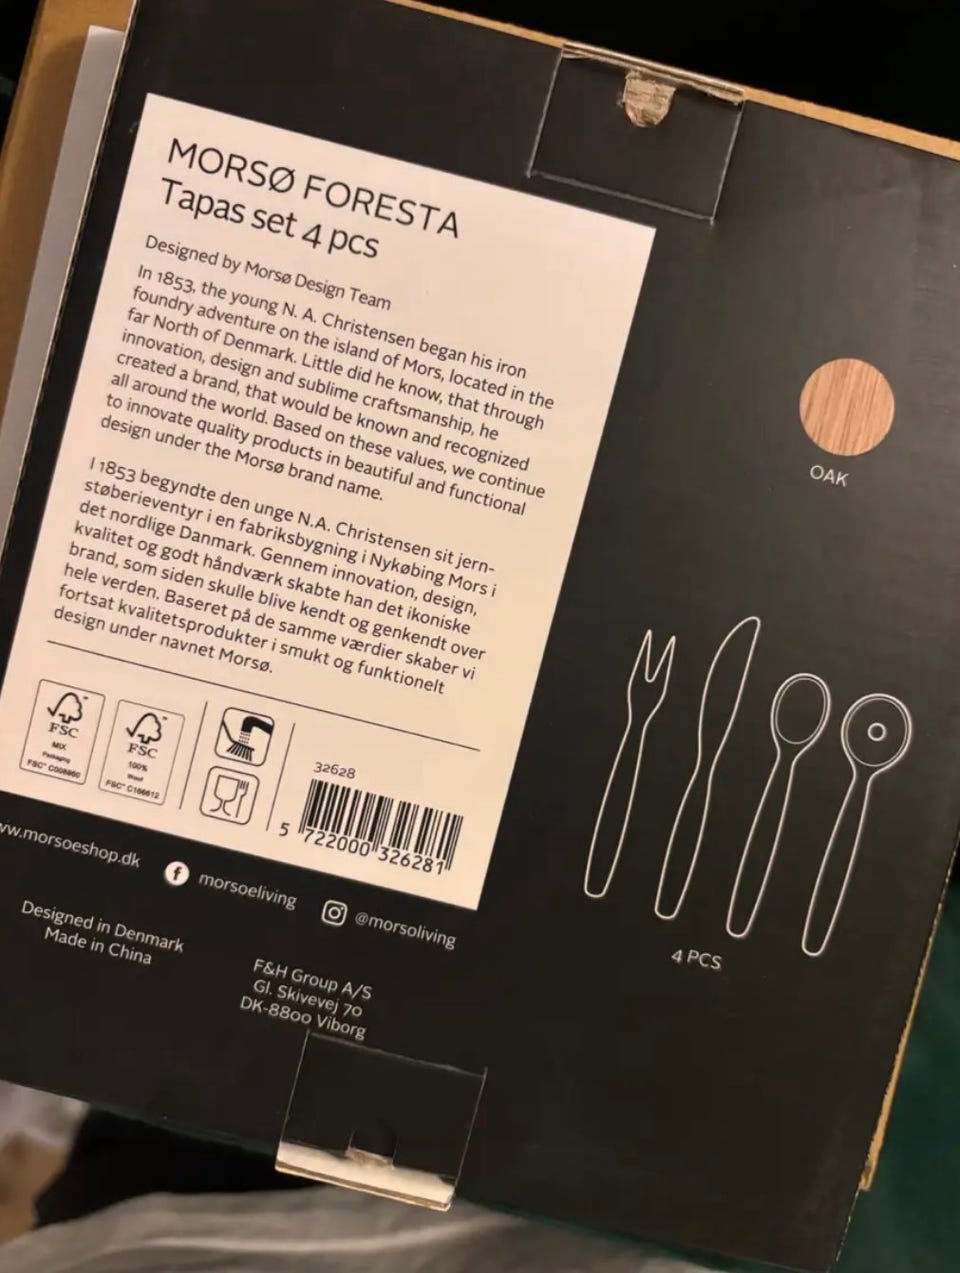 MORSØ FORESTA
Tapas set 4 pcs
Designed by Morsø Design Team
In 1853, the young N. A. Christensen began his iron
foundry adventure on the island of Mors, located in the
far North of Denmark. Little did he know, that through
innovation, design and sublime craftsmanship, he
created a brand, that would be known and recognized
all around the world. Based on these values, we continue
to innovate quality products in beautiful and functional
design under the Morsø brand name.
I 1853 begyndte den unge N.A. Christensen sit jern-
støberieventyr i en fabriksbygning i Nykøbing Mors i
det nordlige Danmark. Gennem innovation, design,
kvalitet og godt håndværk skabte han det ikoniske
brand, som siden skulle blive kendt og genkendt over
hele verden. Baseret på de samme værdier skaber vi
fortsat kvalitetsprodukter i smukt og funktionelt
design under navnet Morsø.
FSC
MIX
Packaging
FSC™ C006960
FSC
100%
Wood
FSC™ C166612
32628
5 722000 326281
OAK
4 PCS
ww.morsoeshop.dk
morsoeliving
@morsoliving
Designed in Denmark
Made in China
F&H Group A/S
Gl. Skivevej 70
DK-8800 Viborg